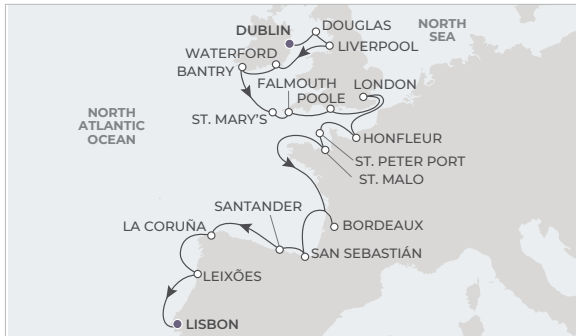 DOUGLAS
NORTH
SEA
DUBLIN
LIVERPOOL
WATERFORD
BANTRY
FALMOUTH
LONDON
POOLE
ST. MARY'S
NORTH
ATLANTIC
OCEAN
HONFLEUR
ST. PETER PORT
ST. MALO
SANTANDER
LA CORUÑA
BORDEAUX
SAN SEBASTIÁN
LEIXÕES
LISBON